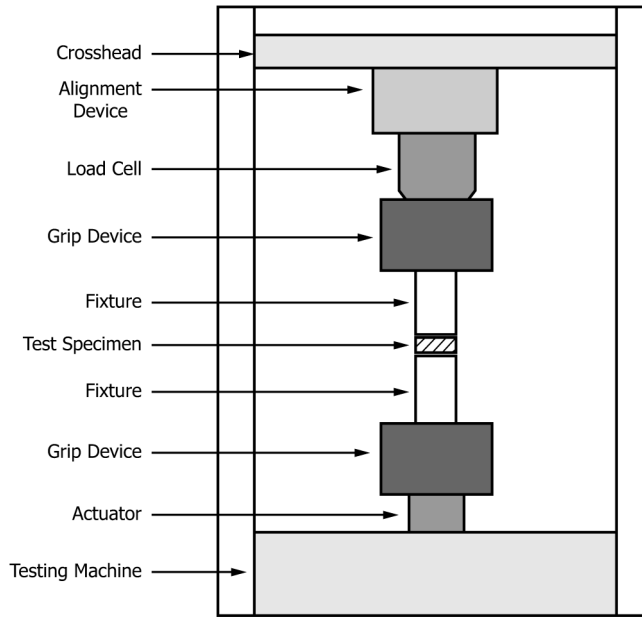 Crosshead
Alignment
Device
Load Cell
Grip Device
Fixture
Test Specimen
Fixture
Grip Device
Actuator
Testing Machine